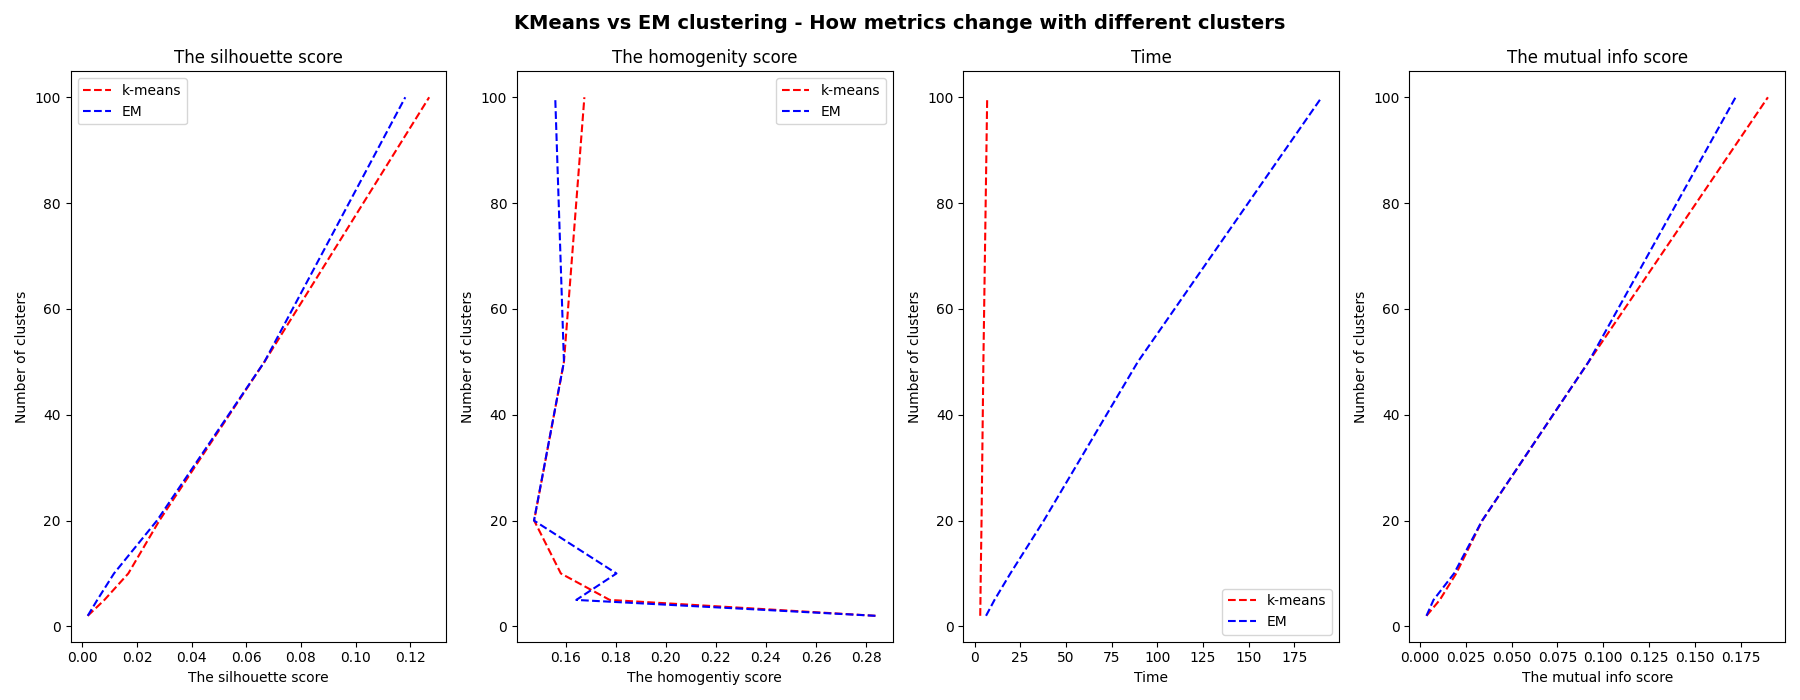 KMeans vs EM clustering - How metrics change with different clusters
The silhouette score
k-means
EM
100
80
60
40
20
0
Number of clusters
0.00 0.02 0.04 0.06 0.08 0.10 0.12
The silhouette score
The homogenity score
k-means
EM
100
80
60
40
20
0
Number of clusters
0.16 0.18 0.20 0.22 0.24 0.26 0.28
The homogentiy score
Time
100
80
60
40
20
0
Number of clusters
k-means
EM
0 25 50 75 100 125 150 175
Time
The mutual info score
100
80
60
40
20
0
Number of clusters
0.000 0.025 0.050 0.075 0.100 0.125 0.150 0.175
The mutual info score